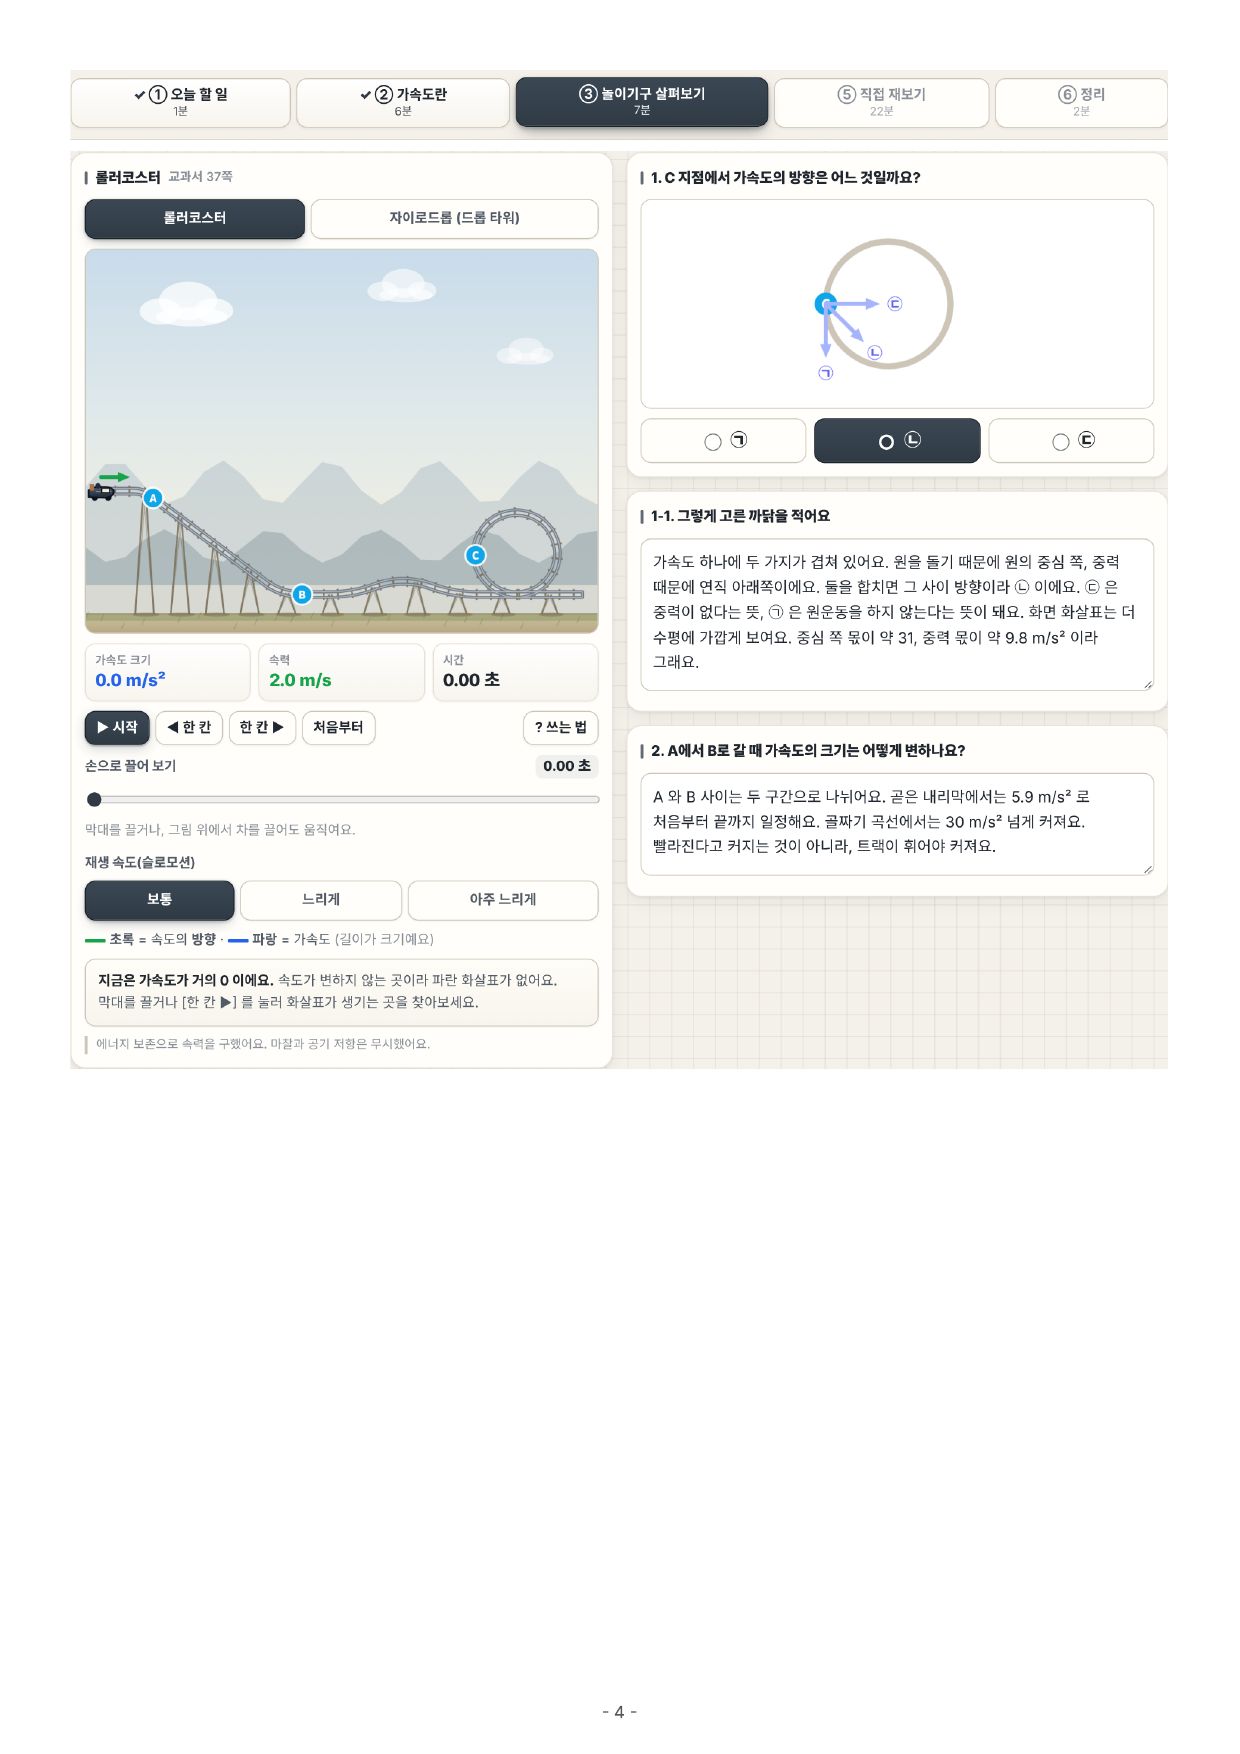 ✓ ① 오늘 할 일
1분
✓ ② 가속도란
6분
③ 놀이기구 살펴보기
7분
⑤ 직접 재보기
22분
⑥ 정리
2분
롤러코스터 교과서 37쪽
롤러코스터
자이로드롭 (드롭 타워)
A
B
C
가속도 크기
0.0 m/s²
속력
2.0 m/s
시간
0.00 초
▶ 시작
◀ 한 칸
한 칸 ▶
처음부터
? 쓰는 법
손으로 끌어 보기
0.00 초
막대를 끌거나, 그림 위에서 차를 끌어도 움직여요.
재생 속도(슬로모션)
보통
느리게
아주 느리게
초록 = 속도의 방향 · 파랑 = 가속도 (길이가 크기예요)
지금은 가속도가 거의 0 이에요. 속도가 변하지 않는 곳이라 파란 화살표가 없어요.
막대를 끌거나 [한 칸 ▶] 를 눌러 화살표가 생기는 곳을 찾아보세요.
에너지 보존으로 속력을 구했어요. 마찰과 공기 저항은 무시했어요.
1. C 지점에서 가속도의 방향은 어느 것일까요?
C
㉢
㉡
㉠
㉠
㉡
㉢
1-1. 그렇게 고른 까닭을 적어요
가속도 하나에 두 가지가 겹쳐 있어요. 원을 돌기 때문에 원의 중심 쪽, 중력
때문에 연직 아래쪽이에요. 둘을 합치면 그 사이 방향이라 ㉡ 이에요. ㉢ 은
중력이 없다는 뜻, ㉠ 은 원운동을 하지 않는다는 뜻이 돼요. 화면 화살표는 더
수평에 가깝게 보여요. 중심 쪽 몫이 약 31, 중력 몫이 약 9.8 m/s² 이라
그래요.
2. A에서 B로 갈 때 가속도의 크기는 어떻게 변하나요?
A 와 B 사이는 두 구간으로 나뉘어요. 곧은 내리막에서는 5.9 m/s² 로
처음부터 끝까지 일정해요. 골짜기 곡선에서는 30 m/s² 넘게 커져요.
빨라진다고 커지는 것이 아니라, 트랙이 휘어야 커져요.
- 4 -